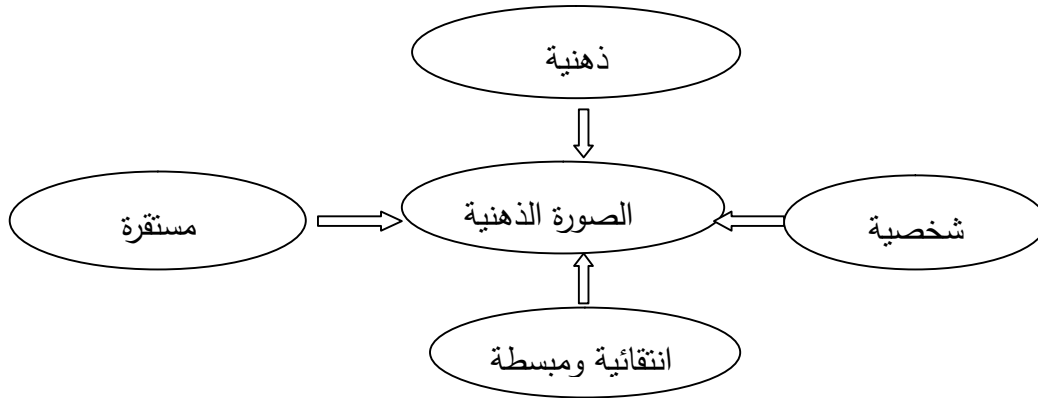 ذهنية
الصورة الذهنية
شخصية
مستقرة
انتقائية ومبسطة